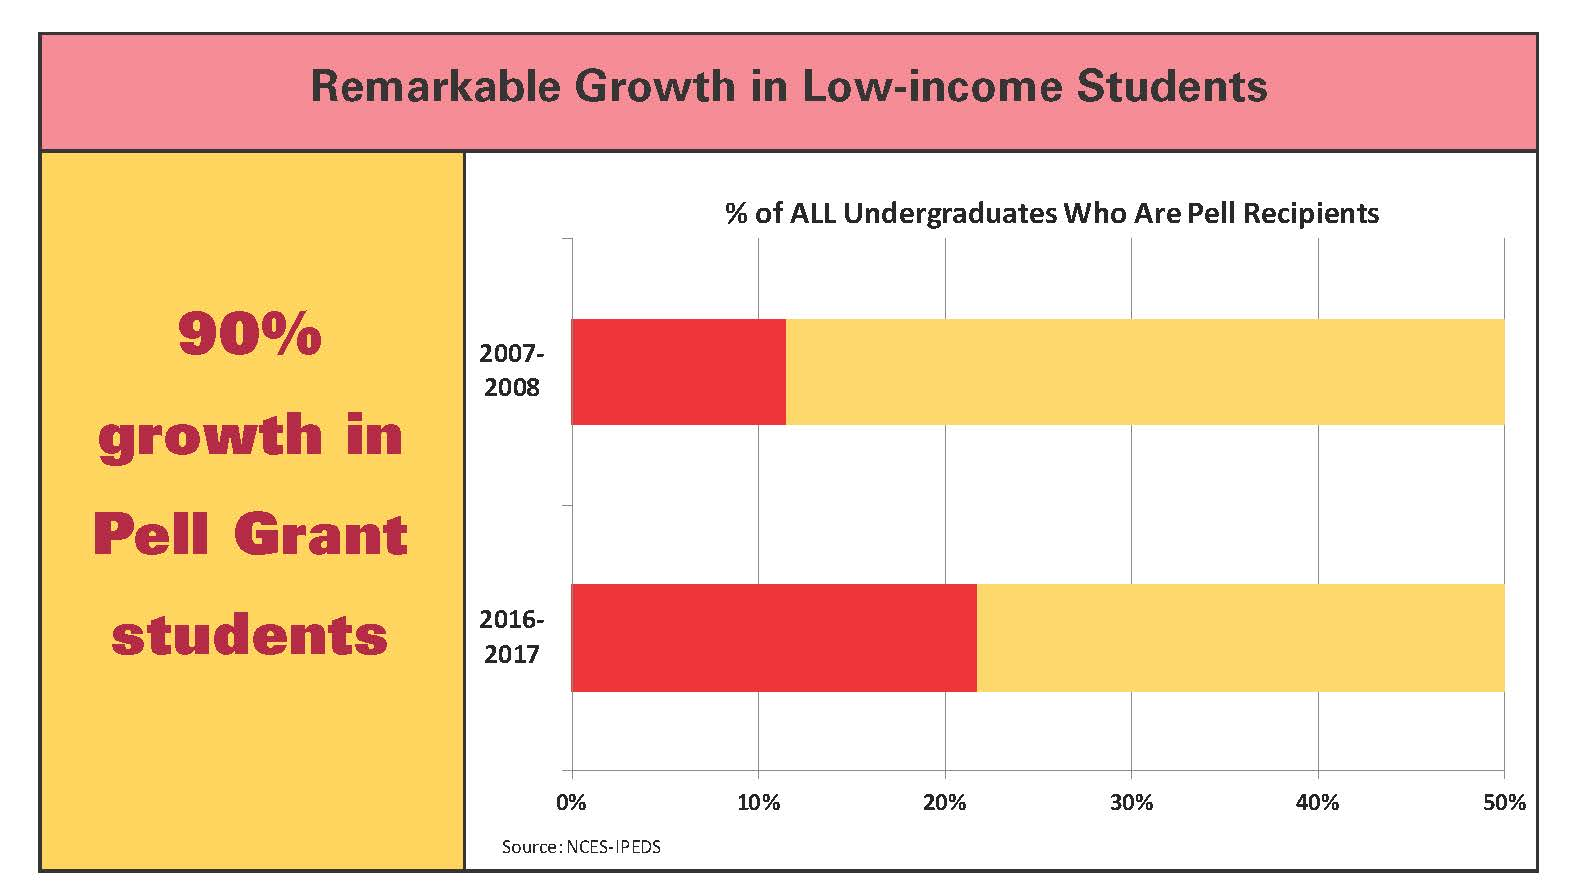 Remarkable Growth in Low-income Students
90%
growth in
Pell Grant
students
% of ALL Undergraduates Who Are Pell Recipients
2007-
2008
2016-
2017
0% 10% 20% 30% 40% 50%
Source: NCES-IPEDS